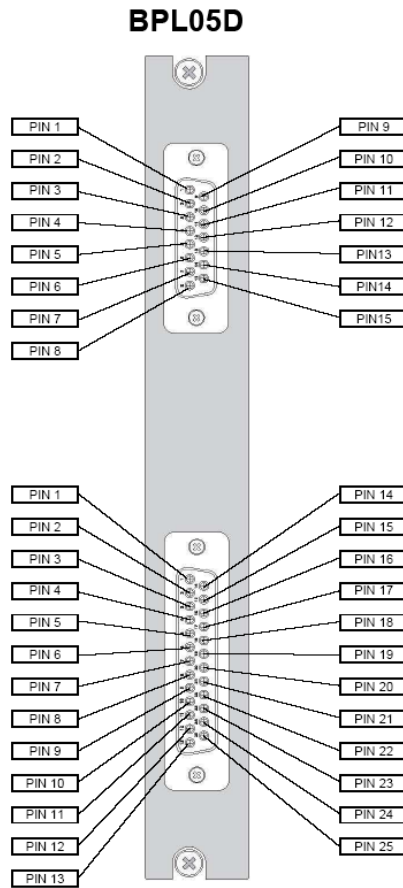 BPL05D
PIN 1
PIN 2
PIN 3
PIN 4
PIN 5
PIN 6
PIN 7
PIN 8
PIN 9
PIN 10
PIN 11
PIN 12
PIN13
PIN14
PIN15
PIN 1
PIN 2
PIN 3
PIN 4
PIN 5
PIN 6
PIN 7
PIN 8
PIN 9
PIN 10
PIN 11
PIN 12
PIN 13
PIN 14
PIN 15
PIN 16
PIN 17
PIN 18
PIN 19
PIN 20
PIN 21
PIN 22
PIN 23
PIN 24
PIN 25